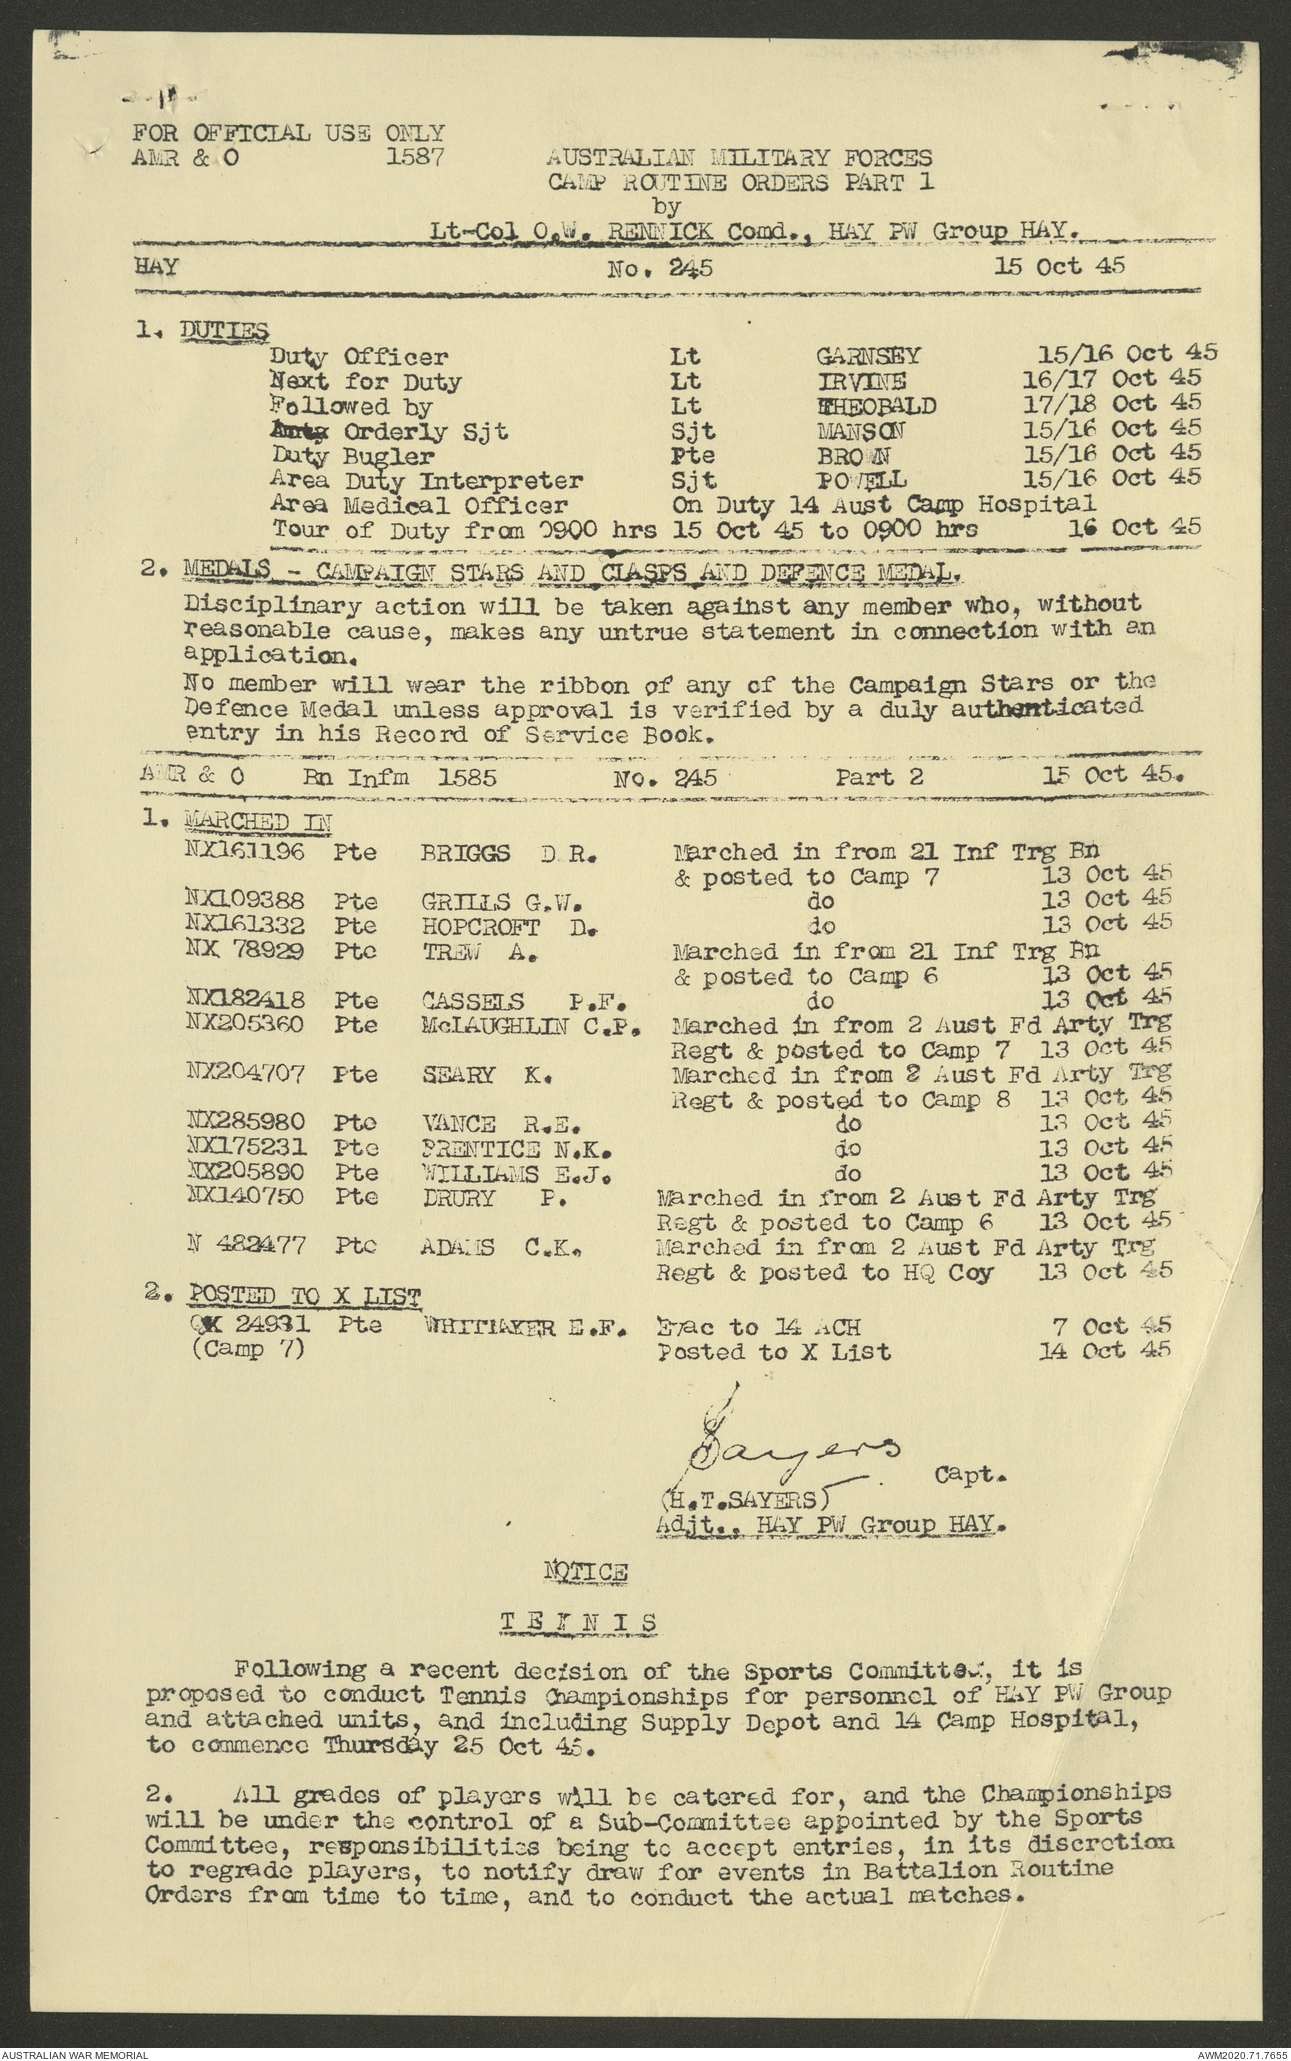 FOR OFFICIAL USE ONLY
AMR & O 1587 AUSTRALIAN MILITARY FORCES
CAMP ROUTINE ORDERS PART 1
by
Lt-Col O.W. RENNICK Comd., HAY PW Group HAY.
HAY No. 245 15 Oct 45
1. DUTIES
Duty Officer Lt GARNSEY 15/16 Oct 45
Next for Duty Lt IRVINE 16/17 Oct 45
Followed by Lt THEOBALD 17/18 Oct 45
Orderly Sjt Sjt MANSON 15/16 Oct 45
Duty Bugler Pte BROWN 15/16 Oct 45
Area Duty Interpreter Sjt POWELL 15/16 Oct 45
Area Medical Officer On Duty 14 Aust Camp Hospital
Tour of Duty from 0900 hrs 15 Oct 45 to 0900 hrs 16 Oct 45
2. MEDALS - CAMPAIGN STARS AND CLASPS AND DEFENCE MEDAL.
Disciplinary action will be taken against any member who, without
reasonable cause, makes any untrue statement in connection with an
application.
No member will wear the ribbon of any of the Campaign Stars or the
Defence Medal unless approval is verified by a duly authenticated
entry in his Record of Service Book.
AMR & O Bn Infm 1585 No. 245 Part 2 15 Oct 45.
1. MARCHED IN
NX161196 Pte BRIGGS D R. Marched in from 21 Inf Trg Bn
& posted to Camp 7 13 Oct 45
NX109388 Pte GRILLS G.W. do 13 Oct 45
NX161332 Pte HOPCROFT D. do 13 Oct 45
NX 78929 Pte TREW A. Marched in from 21 Inf Trg Bn
& posted to Camp 6 13 Oct 45
NX182418 Pte CASSELS P.F. do 13 Oct 45
NX205360 Pte McLAUGHLIN C.P. Marched in from 2 Aust Fd Arty Trg
Regt & posted to Camp 7 13 Oct 45
NX204707 Pte SEARY K. Marched in from 2 Aust Fd Arty Trg
Regt & posted to Camp 8 13 Oct 45
NX285980 Pte VANCE R.E. do 13 Oct 45
NX175231 Pte PRENTICE N.K. do 13 Oct 45
NX205890 Pte WILLIAMS E.J. do 13 Oct 45
NX140750 Pte DRURY P. Marched in from 2 Aust Fd Arty Trg
Regt & posted to Camp 6 13 Oct 45
N 482477 Pte ADAMS C.K. Marched in from 2 Aust Fd Arty Trg
Regt & posted to HQ Coy 13 Oct 45
2. POSTED TO X LIST
QX 24931 Pte WHITTAKER E.F. Evac to 14 ACH 7 Oct 45
(Camp 7) Posted to X List 14 Oct 45
Sayers Capt.
(H.T.SAYERS)
Adjt., HAY PW Group HAY.
NOTICE
T E N N I S
Following a recent decision of the Sports Committee, it is
proposed to conduct Tennis Championships for personnel of HAY PW Group
and attached units, and including Supply Depot and 14 Camp Hospital,
to commence Thursday 25 Oct 45.
2. All grades of players will be catered for, and the Championships
will be under the control of a Sub-Committee appointed by the Sports
Committee, responsibilities being to accept entries, in its discretion
to regrade players, to notify draw for events in Battalion Routine
Orders from time to time, and to conduct the actual matches.
AUSTRALIAN WAR MEMORIAL AWM2020.71.7655